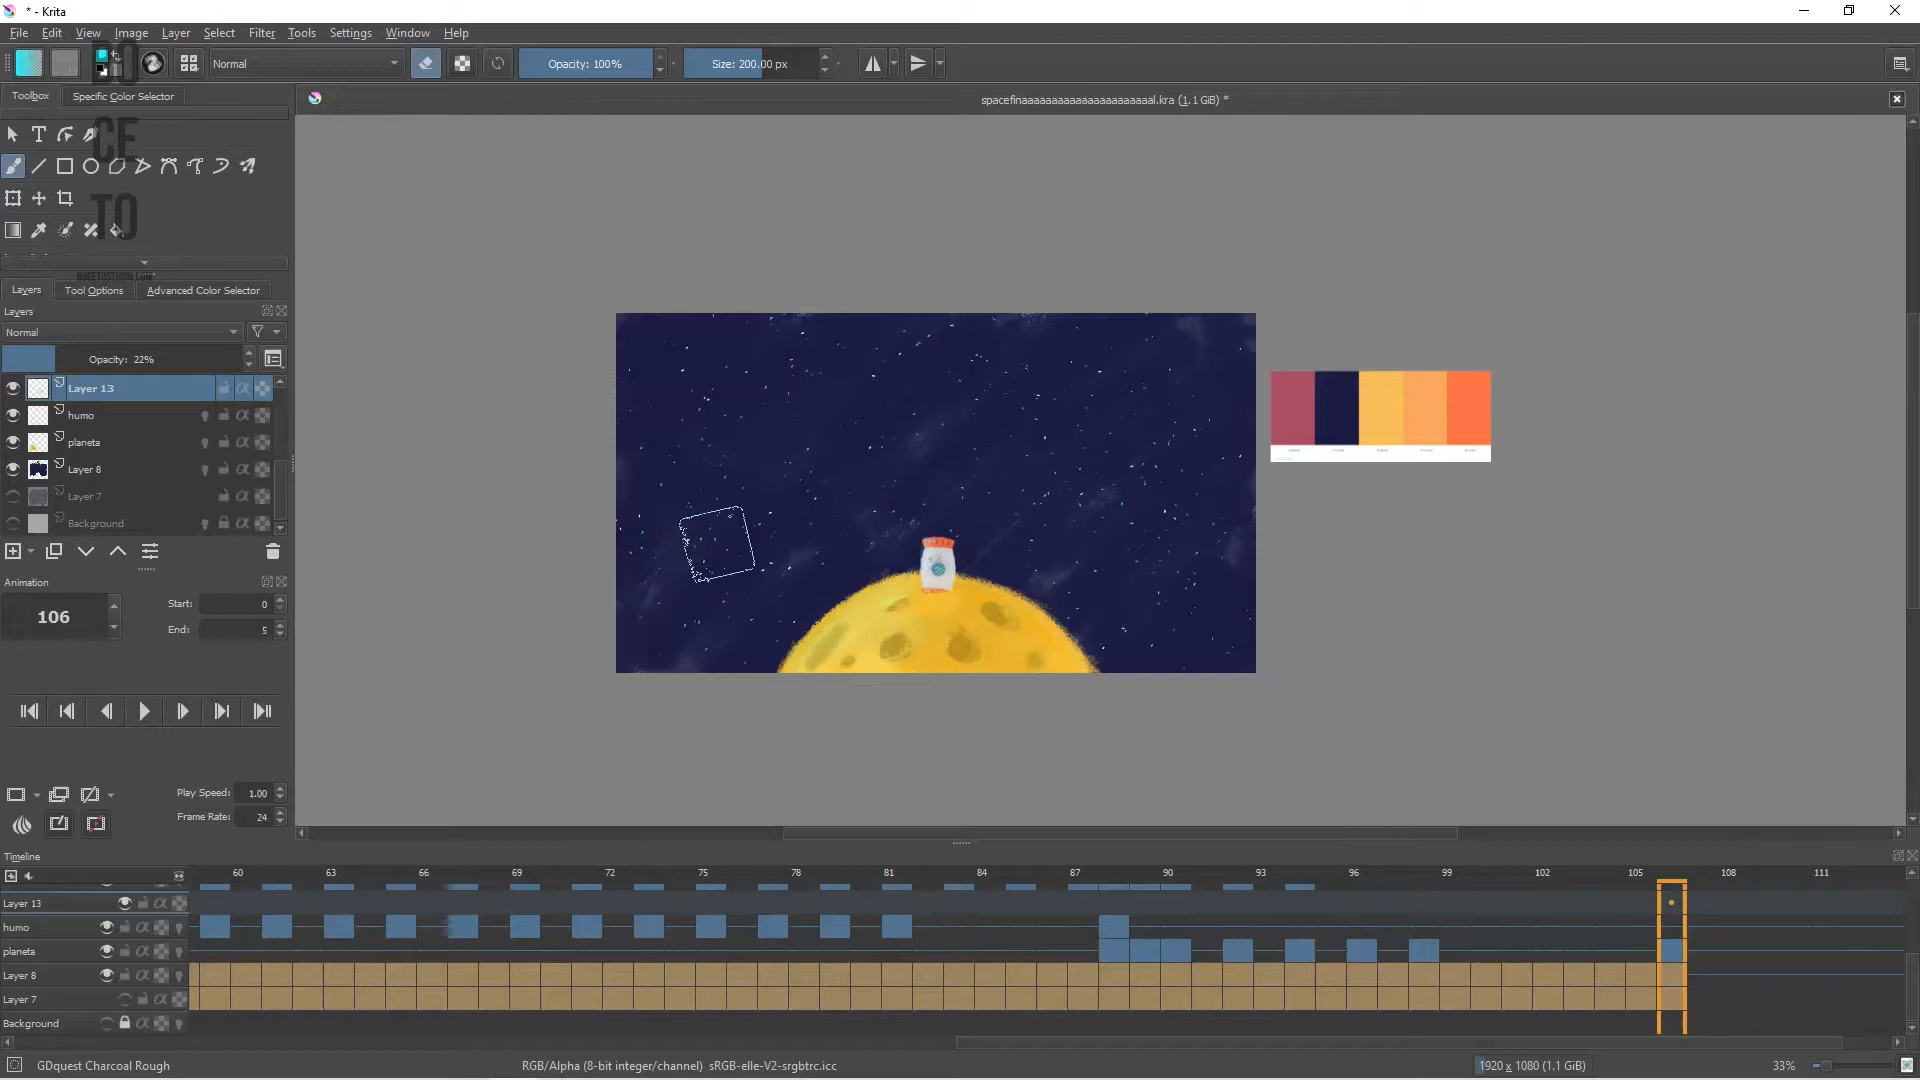 * - Krita
File Edit View Image Layer Select Filter Tools Settings Window Help
Normal Opacity: 100% Size: 200.00 px
BO
CE
TO
Toolbox Specific Color Selector
spacefinaaaaaaaaaaaaaaaaaaaaaal.kra (1.1 GiB) *
Layers Tool Options Advanced Color Selector
Layers
Normal
Opacity: 22%
Layer 13
humo
planeta
Layer 8
Layer 7
Background
Animation
106 Start: 0
End: 5
Play Speed: 1.00
Frame Rate: 24
Timeline
60 63 66 69 72 75 78 81 84 87 90 93 96 99 102 105 108 111
Layer 13
humo
planeta
Layer 8
Layer 7
Background
GDquest Charcoal Rough RGB/Alpha (8-bit integer/channel) sRGB-elle-V2-srgbtrc.icc 1920 x 1080 (1.1 GiB) 33%